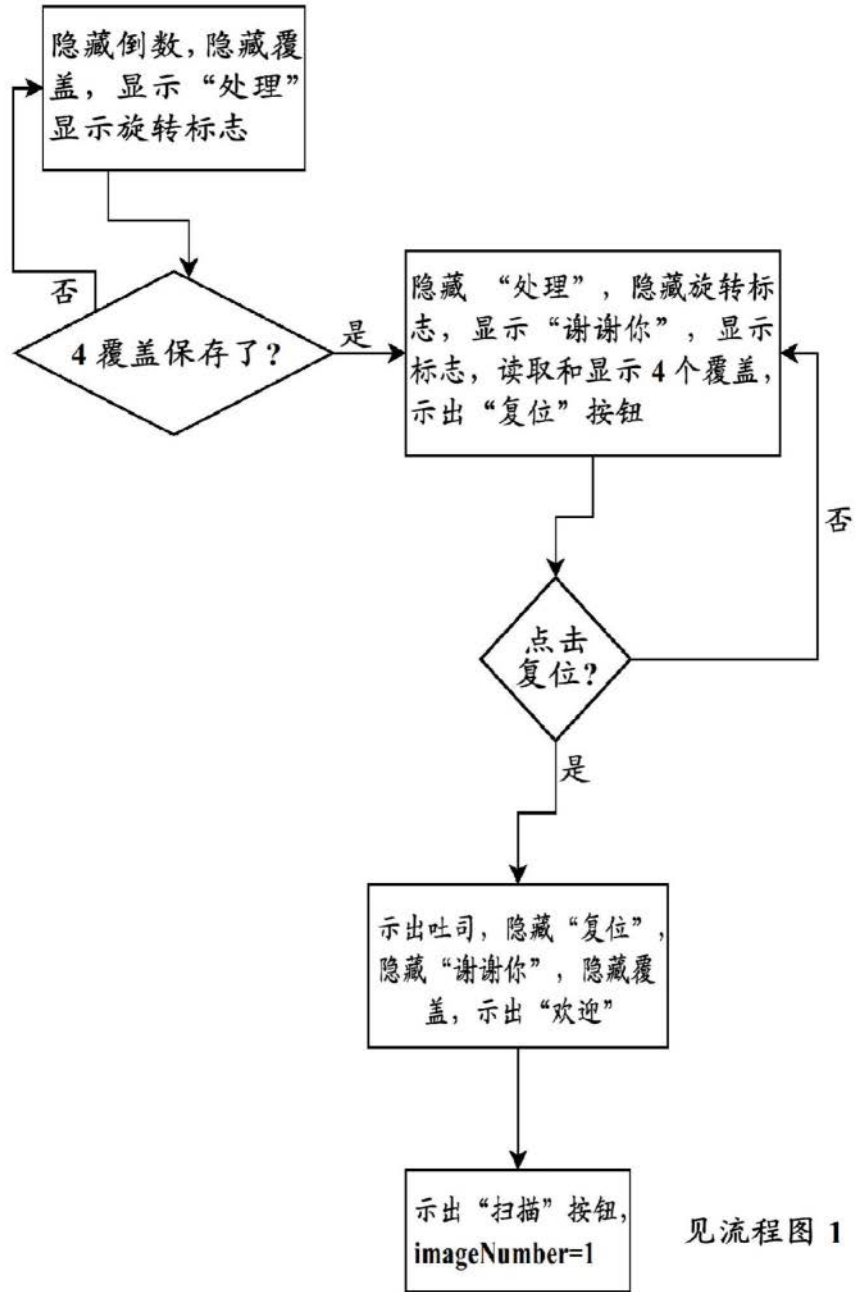 隐藏倒数，隐藏覆
盖，显示“处理”
显示旋转标志
否
4 覆盖保存了？
是
隐藏 “处理”，隐藏旋转标
志，显示“谢谢你”，显示
标志，读取和显示 4 个覆盖，
示出“复位”按钮
否
点击
复位？
是
示出吐司，隐藏“复位”，
隐藏“谢谢你”，隐藏覆
盖，示出“欢迎”
示出“扫描”按钮，
imageNumber=1
见流程图 1